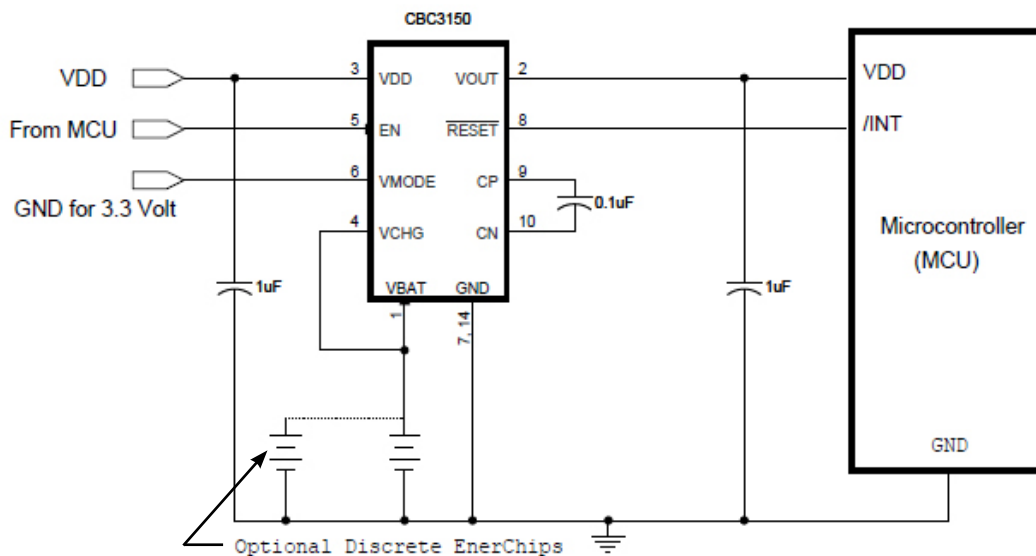 CBC3150
VDD
3
VDD
VOUT
2
VDD
From MCU
5
EN
RESET
8
/INT
6
VMODE
CP
9
GND for 3.3 Volt
4
VCHG
CN
10
0.1uF
Microcontroller
(MCU)
1uF
VBAT
GND
1uF
1
7, 14
GND
Optional Discrete EnerChips